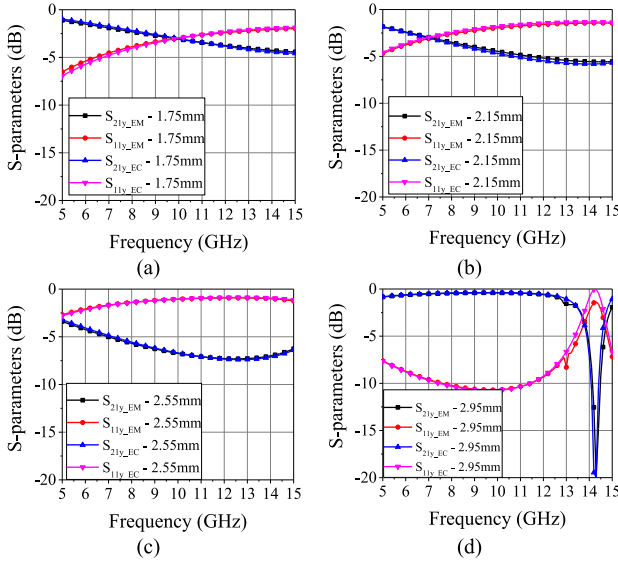 0
-5
-10
-15
-20
S-parameters (dB)
S21y_EM - 1.75mm
S11y_EM - 1.75mm
S21y_EC - 1.75mm
S11y_EC - 1.75mm
5 6 7 8 9 10 11 12 13 14 15
Frequency (GHz)
(a)
0
-5
-10
-15
-20
S-parameters (dB)
S21y_EM - 2.15mm
S11y_EM - 2.15mm
S21y_EC - 2.15mm
S11y_EC - 2.15mm
5 6 7 8 9 10 11 12 13 14 15
Frequency (GHz)
(b)
0
-5
-10
-15
-20
S-parameters (dB)
S21y_EM - 2.55mm
S11y_EM - 2.55mm
S21y_EC - 2.55mm
S11y_EC - 2.55mm
5 6 7 8 9 10 11 12 13 14 15
Frequency (GHz)
(c)
0
-5
-10
-15
-20
S-parameters (dB)
S21y_EM - 2.95mm
S11y_EM - 2.95mm
S21y_EC - 2.95mm
S11y_EC - 2.95mm
5 6 7 8 9 10 11 12 13 14 15
Frequency (GHz)
(d)